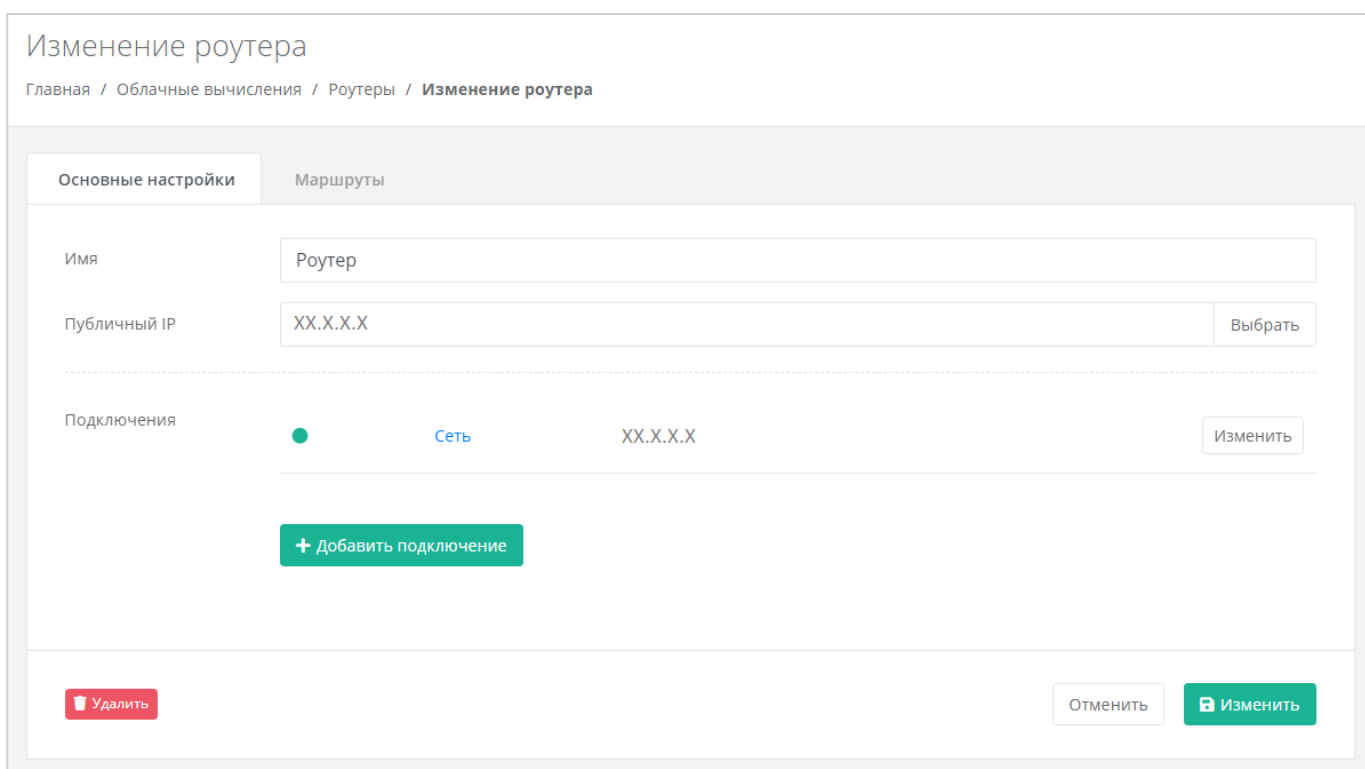 Изменение роутера
Главная / Облачные вычисления / Роутеры / Изменение роутера
Основные настройки Маршруты
Имя Роутер
Публичный IP XX.X.X.X Выбрать
Подключения Сеть XX.X.X.X Изменить
+ Добавить подключение
Удалить Отменить Изменить